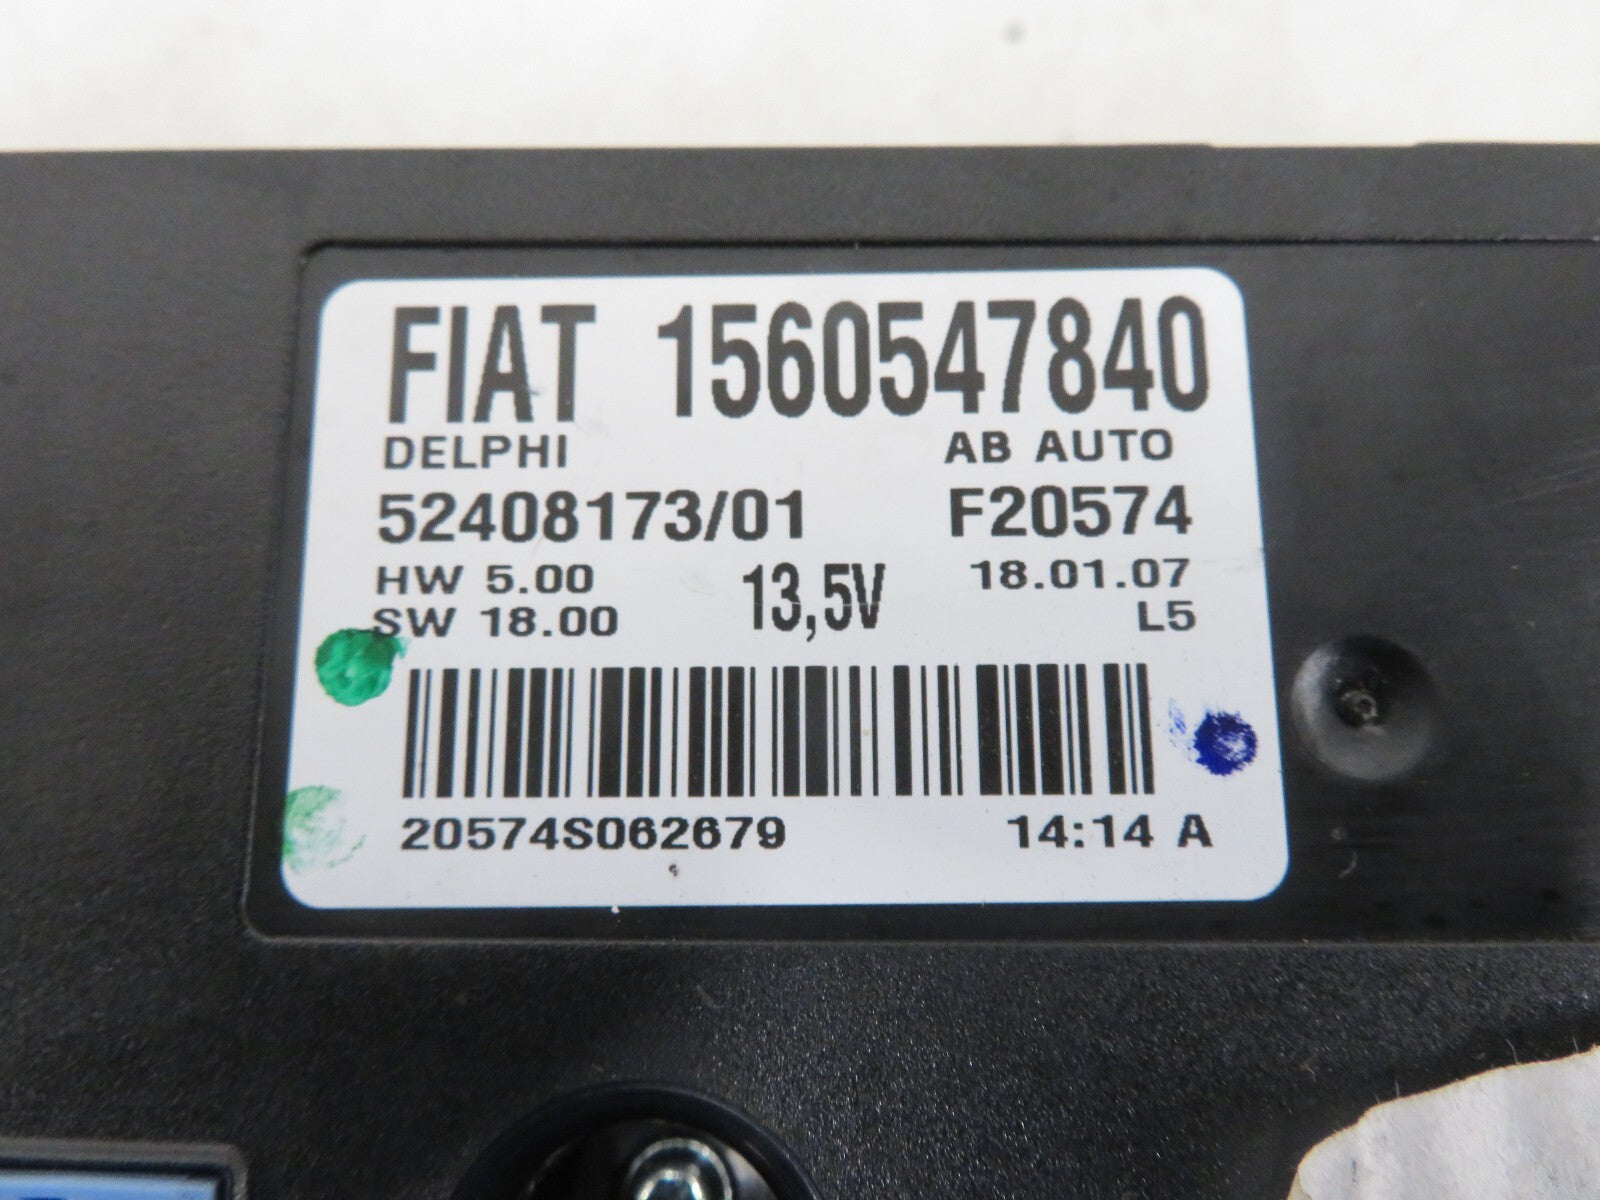 FIAT 1560547840
DELPHI AB AUTO
52408173/01 F20574
HW 5.00 13,5V 18.01.07
SW 18.00 L5
20574S062679 14:14 A